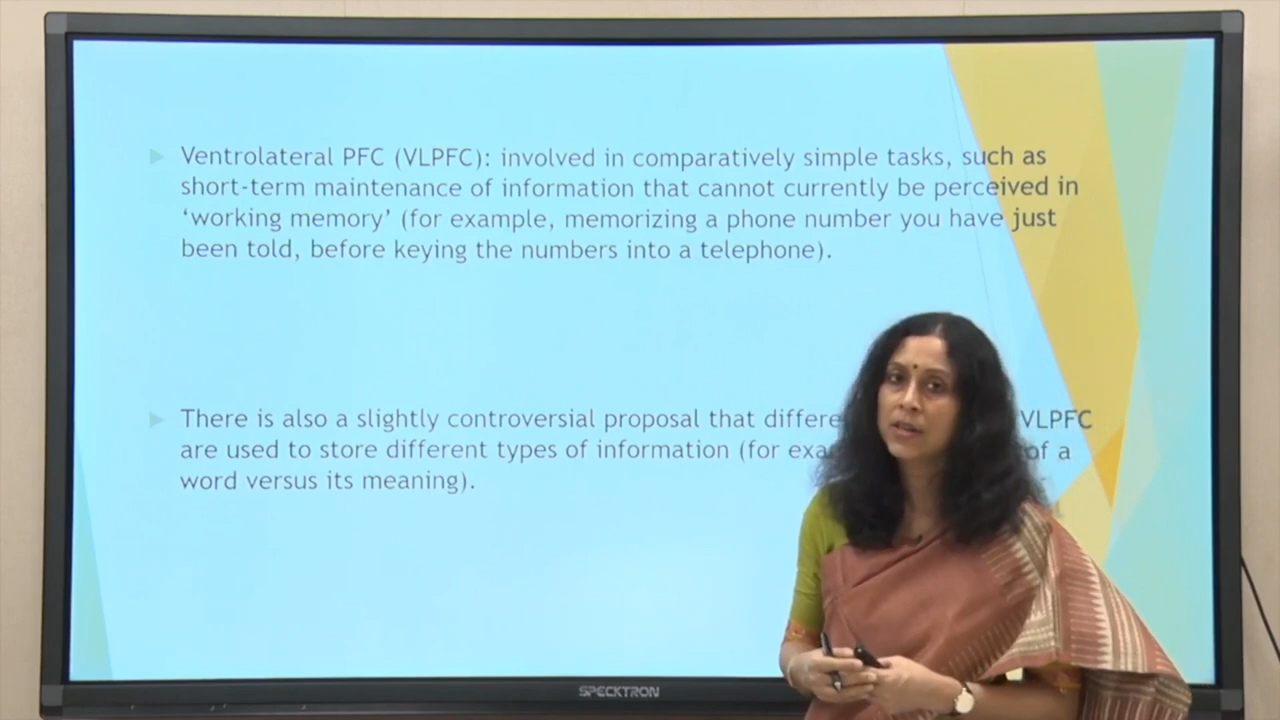 Ventrolateral PFC (VLPFC): involved in comparatively simple tasks, such as
short-term maintenance of information that cannot currently be perceived in
‘working memory’ (for example, memorizing a phone number you have just
been told, before keying the numbers into a telephone).
There is also a slightly controversial proposal that VLPFC
are used to store different types of information (for of a
word versus its meaning).
SPECKTRON